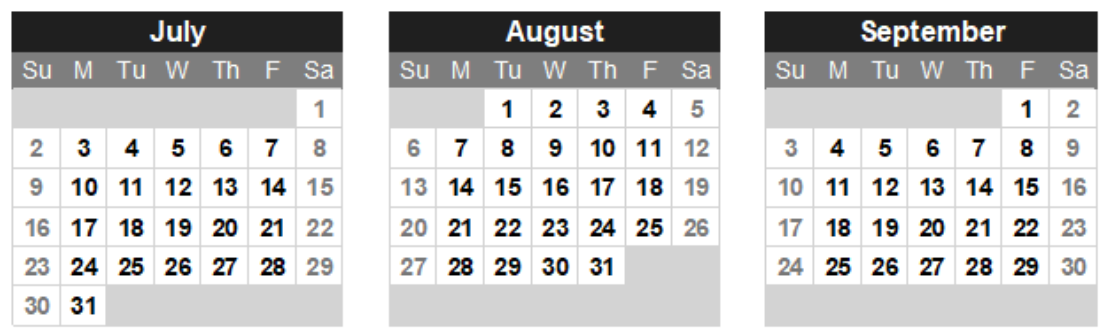 July
Su M Tu W Th F Sa
1
2 3 4 5 6 7 8
9 10 11 12 13 14 15
16 17 18 19 20 21 22
23 24 25 26 27 28 29
30 31
August
Su M Tu W Th F Sa
1 2 3 4 5
6 7 8 9 10 11 12
13 14 15 16 17 18 19
20 21 22 23 24 25 26
27 28 29 30 31
September
Su M Tu W Th F Sa
1 2
3 4 5 6 7 8 9
10 11 12 13 14 15 16
17 18 19 20 21 22 23
24 25 26 27 28 29 30